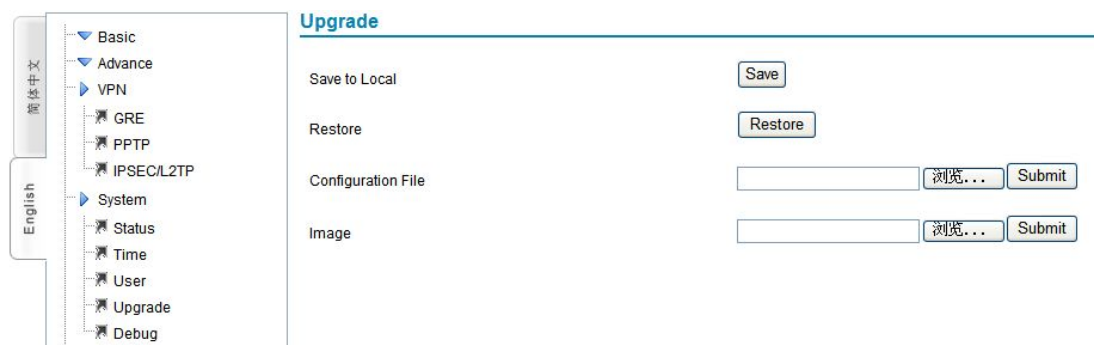 简体中文
English
Basic
Advance
VPN
GRE
PPTP
IPSEC/L2TP
System
Status
Time
User
Upgrade
Debug
Upgrade
Save to Local Save
Restore Restore
Configuration File 浏览... Submit
Image 浏览... Submit